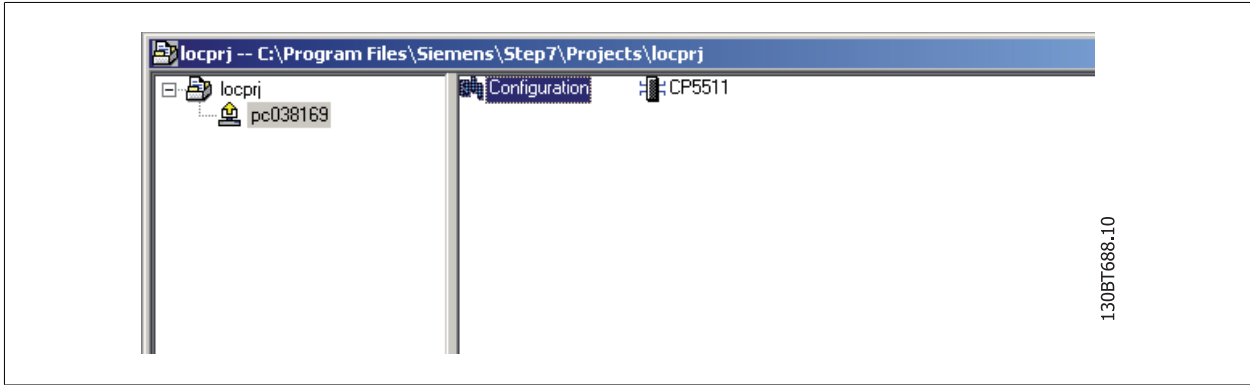 locprj -- C:\Program Files\Siemens\Step7\Projects\locprj
locprj
pc038169
Configuration
CP5511
130BT688.10